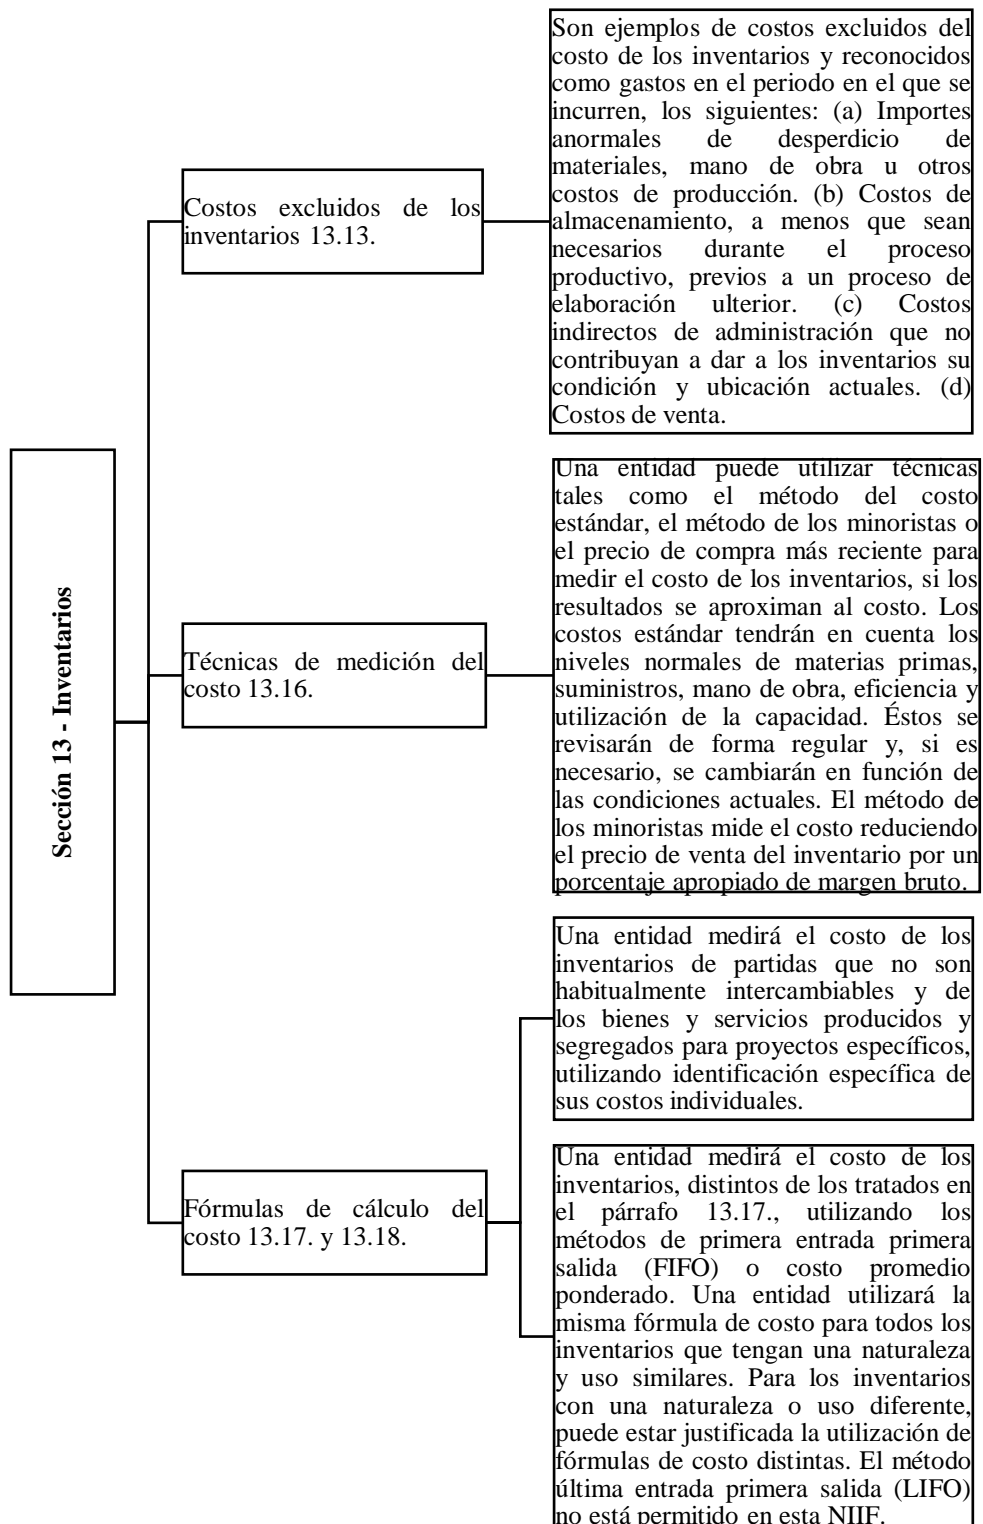 Sección 13 - Inventarios
Costos excluidos de los
inventarios 13.13.
Son ejemplos de costos excluidos del
costo de los inventarios y reconocidos
como gastos en el periodo en el que se
incurren, los siguientes: (a) Importes
anormales de desperdicio de
materiales, mano de obra u otros
costos de producción. (b) Costos de
almacenamiento, a menos que sean
necesarios durante el proceso
productivo, previos a un proceso de
elaboración ulterior. (c) Costos
indirectos de administración que no
contribuyan a dar a los inventarios su
condición y ubicación actuales. (d)
Costos de venta.
Técnicas de medición del
costo 13.16.
Una entidad puede utilizar técnicas
tales como el método del costo
estándar, el método de los minoristas o
el precio de compra más reciente para
medir el costo de los inventarios, si los
resultados se aproximan al costo. Los
costos estándar tendrán en cuenta los
niveles normales de materias primas,
suministros, mano de obra, eficiencia y
utilización de la capacidad. Éstos se
revisarán de forma regular y, si es
necesario, se cambiarán en función de
las condiciones actuales. El método de
los minoristas mide el costo reduciendo
el precio de venta del inventario por un
porcentaje apropiado de margen bruto.
Fórmulas de cálculo del
costo 13.17. y 13.18.
Una entidad medirá el costo de los
inventarios de partidas que no son
habitualmente intercambiables y de
los bienes y servicios producidos y
segregados para proyectos específicos,
utilizando identificación específica de
sus costos individuales.
Una entidad medirá el costo de los
inventarios, distintos de los tratados en
el párrafo 13.17., utilizando los
métodos de primera entrada primera
salida (FIFO) o costo promedio
ponderado. Una entidad utilizará la
misma fórmula de costo para todos los
inventarios que tengan una naturaleza
y uso similares. Para los inventarios
con una naturaleza o uso diferente,
puede estar justificada la utilización de
fórmulas de costo distintas. El método
última entrada primera salida (LIFO)
no está permitido en esta NIIF.